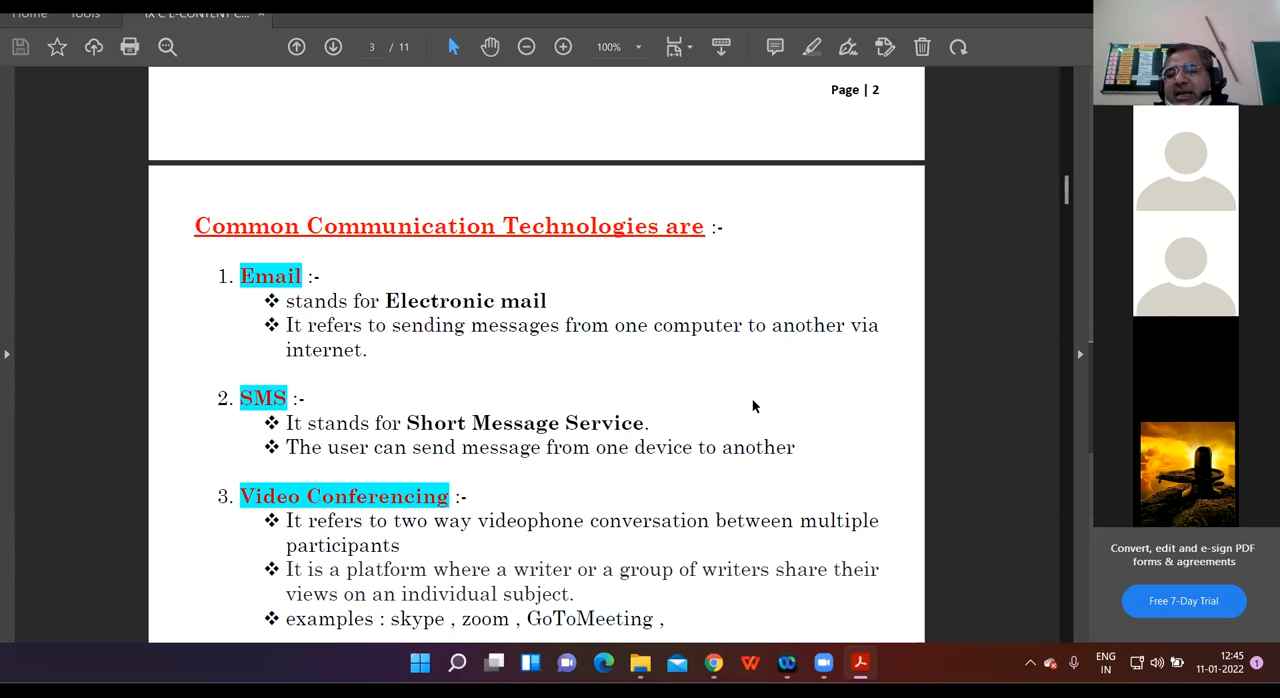 Home Tools IX C E-CONTENT C... ×
3 / 11 100%
Page | 2
Common Communication Technologies are :-
1. Email :-
❖ stands for Electronic mail
❖ It refers to sending messages from one computer to another via
internet.
2. SMS :-
❖ It stands for Short Message Service.
❖ The user can send message from one device to another
3. Video Conferencing :-
❖ It refers to two way videophone conversation between multiple
participants
❖ It is a platform where a writer or a group of writers share their
views on an individual subject.
❖ examples : skype , zoom , GoToMeeting ,
Convert, edit and e-sign PDF
forms & agreements
Free 7-Day Trial
ENG
IN
12:45
11-01-2022
1